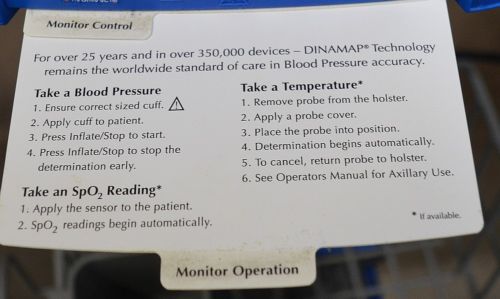 Monitor Control
For over 25 years and in over 350,000 devices – DINAMAP® Technology
remains the worldwide standard of care in Blood Pressure accuracy.
Take a Blood Pressure
1. Ensure correct sized cuff.
2. Apply cuff to patient.
3. Press Inflate/Stop to start.
4. Press Inflate/Stop to stop the
determination early.
Take an SpO2 Reading*
1. Apply the sensor to the patient.
2. SpO2 readings begin automatically.
Take a Temperature*
1. Remove probe from the holster.
2. Apply a probe cover.
3. Place the probe into position.
4. Determination begins automatically.
5. To cancel, return probe to holster.
6. See Operators Manual for Axillary Use.
* If available.
Monitor Operation